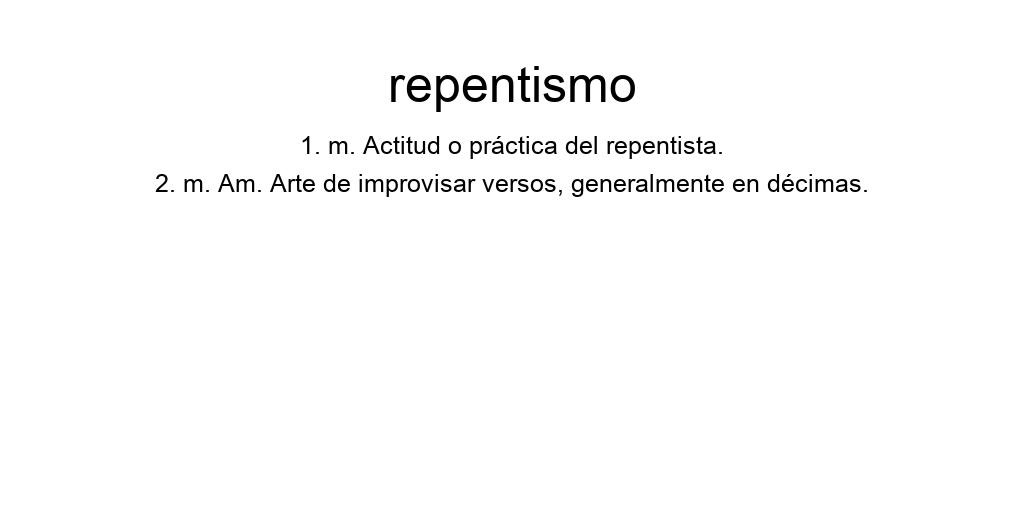 repentismo
1. m. Actitud o práctica del repentista.
2. m. Am. Arte de improvisar versos, generalmente en décimas.